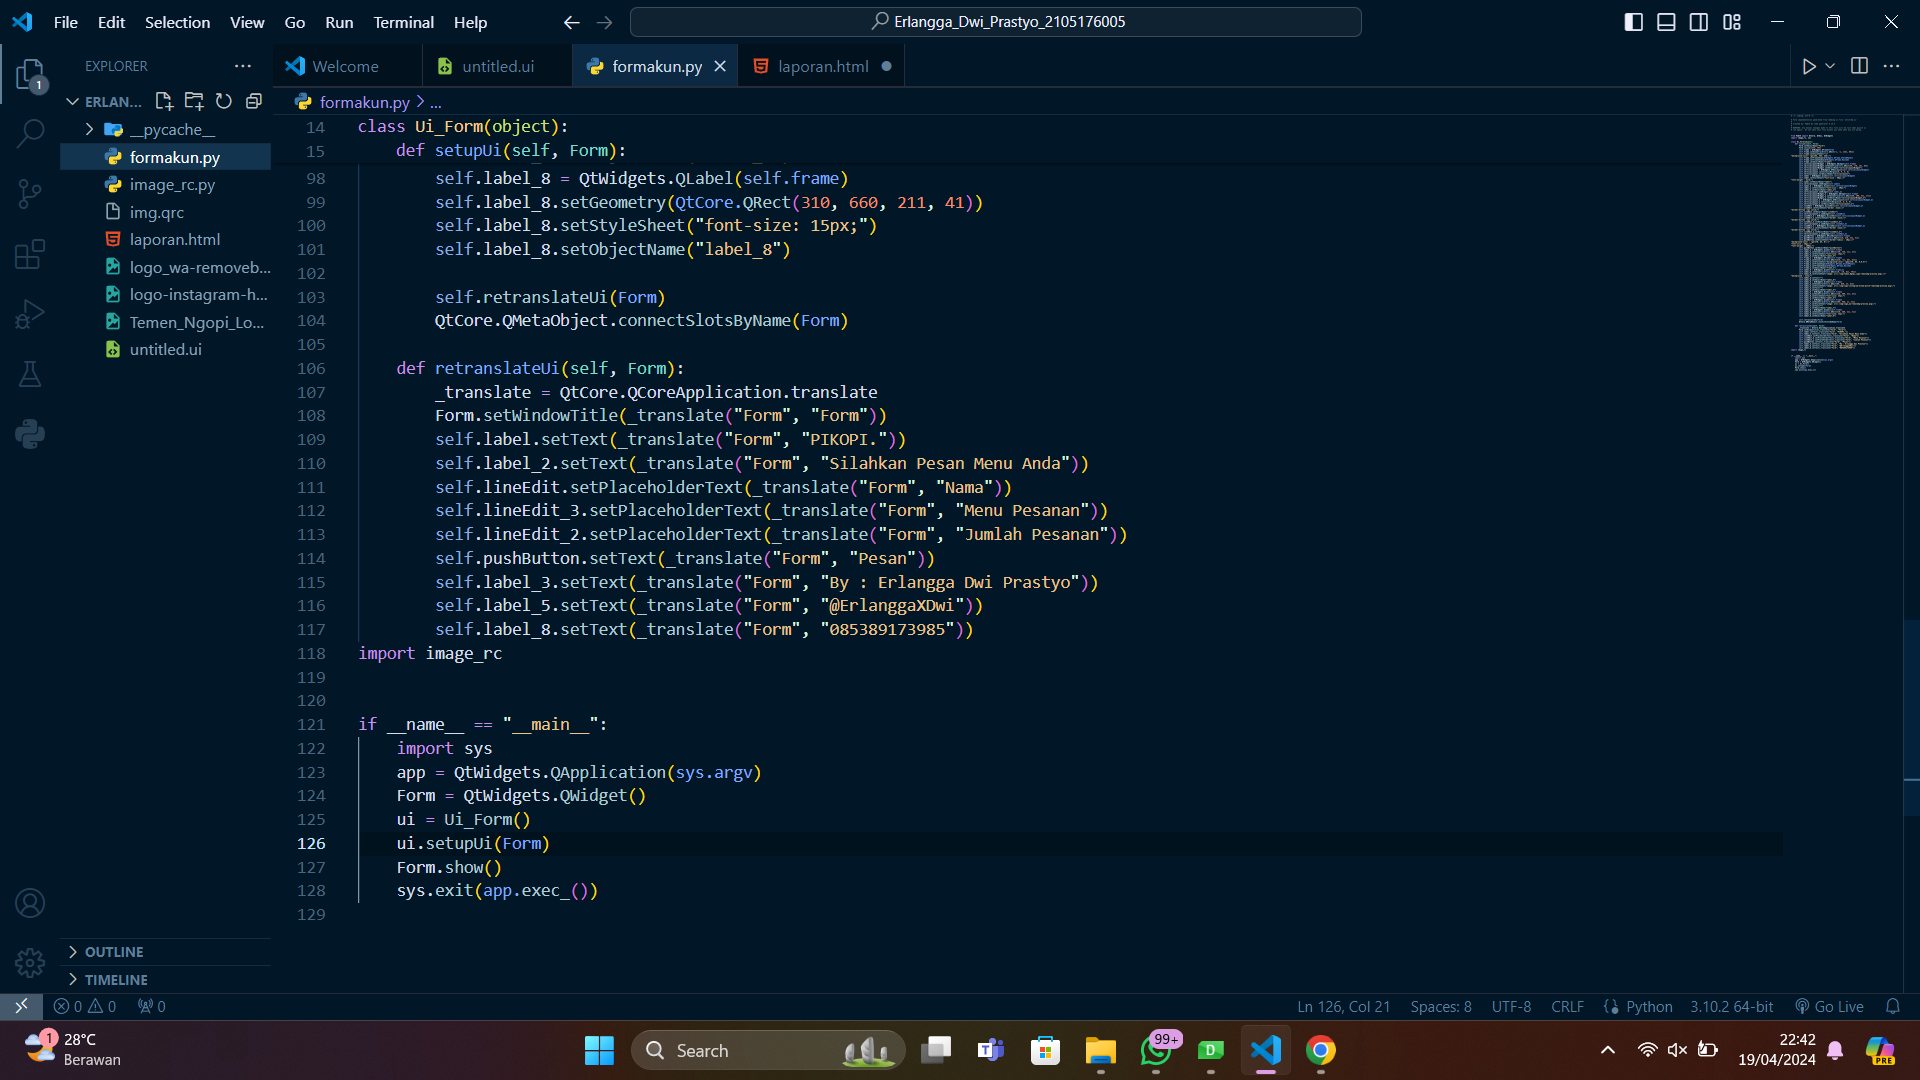 File Edit Selection View Go Run Terminal Help
Erlangga_Dwi_Prastyo_2105176005
EXPLORER
Welcome
untitled.ui
formakun.py
laporan.html
1
ERLAN...
formakun.py > ...
__pycache__
formakun.py
image_rc.py
img.qrc
laporan.html
logo_wa-removeb...
logo-instagram-h...
Temen_Ngopi_Lo...
untitled.ui
14 class Ui_Form(object):
15 def setupUi(self, Form):
98 self.label_8 = QtWidgets.QLabel(self.frame)
99 self.label_8.setGeometry(QtCore.QRect(310, 660, 211, 41))
100 self.label_8.setStyleSheet("font-size: 15px;")
101 self.label_8.setObjectName("label_8")
102
103 self.retranslateUi(Form)
104 QtCore.QMetaObject.connectSlotsByName(Form)
105
106 def retranslateUi(self, Form):
107 _translate = QtCore.QCoreApplication.translate
108 Form.setWindowTitle(_translate("Form", "Form"))
109 self.label.setText(_translate("Form", "PIKOPI."))
110 self.label_2.setText(_translate("Form", "Silahkan Pesan Menu Anda"))
111 self.lineEdit.setPlaceholderText(_translate("Form", "Nama"))
112 self.lineEdit_3.setPlaceholderText(_translate("Form", "Menu Pesanan"))
113 self.lineEdit_2.setPlaceholderText(_translate("Form", "Jumlah Pesanan"))
114 self.pushButton.setText(_translate("Form", "Pesan"))
115 self.label_3.setText(_translate("Form", "By : Erlangga Dwi Prastyo"))
116 self.label_5.setText(_translate("Form", "@ErlanggaXDwi"))
117 self.label_8.setText(_translate("Form", "085389173985"))
118 import image_rc
119
120
121 if __name__ == "__main__":
122 import sys
123 app = QtWidgets.QApplication(sys.argv)
124 Form = QtWidgets.QWidget()
125 ui = Ui_Form()
126 ui.setupUi(Form)
127 Form.show()
128 sys.exit(app.exec_())
129
OUTLINE
TIMELINE
0 0 0
Ln 126, Col 21 Spaces: 8 UTF-8 CRLF Python 3.10.2 64-bit Go Live
1
28°C
Berawan
Search
99+
22:42
19/04/2024
PRE